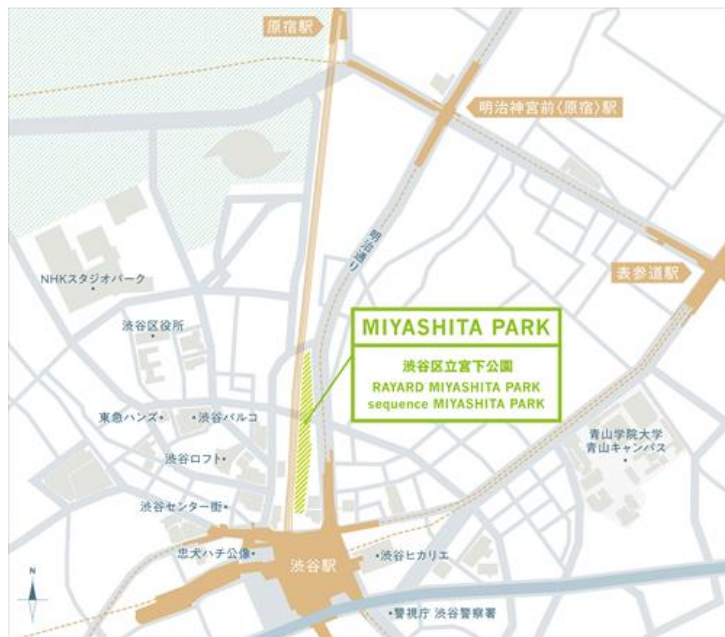 原宿駅
明治神宮前〈原宿〉駅
明治通り
表参道駅
NHKスタジオパーク
渋谷区役所
MIYASHITA PARK
渋谷区立宮下公園
RAYARD MIYASHITA PARK
sequence MIYASHITA PARK
東急ハンズ
渋谷パルコ
渋谷ロフト
青山学院大学
青山キャンパス
渋谷センター街
忠犬ハチ公像
渋谷駅
渋谷ヒカリエ
警視庁 渋谷警察署
N